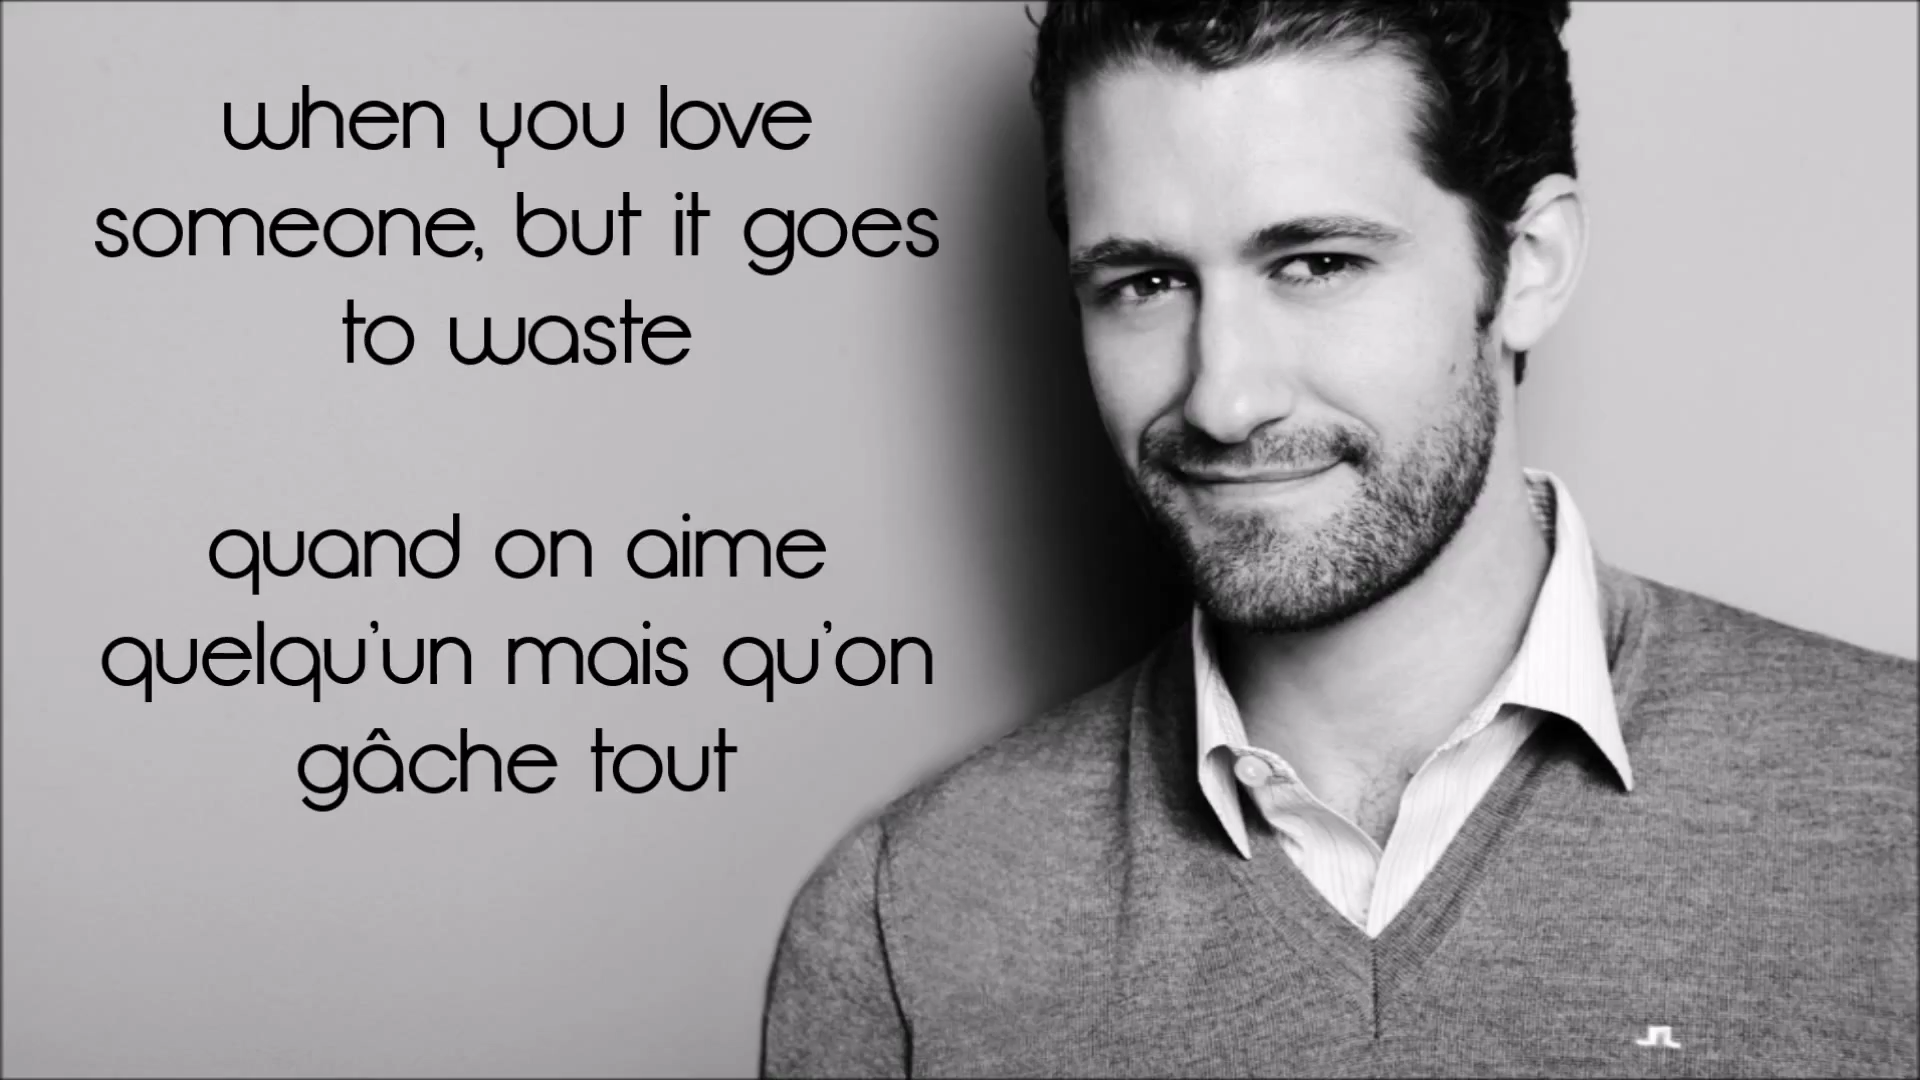 when you love
someone, but it goes
to waste
quand on aime
quelqu'un mais qu'on
gâche tout